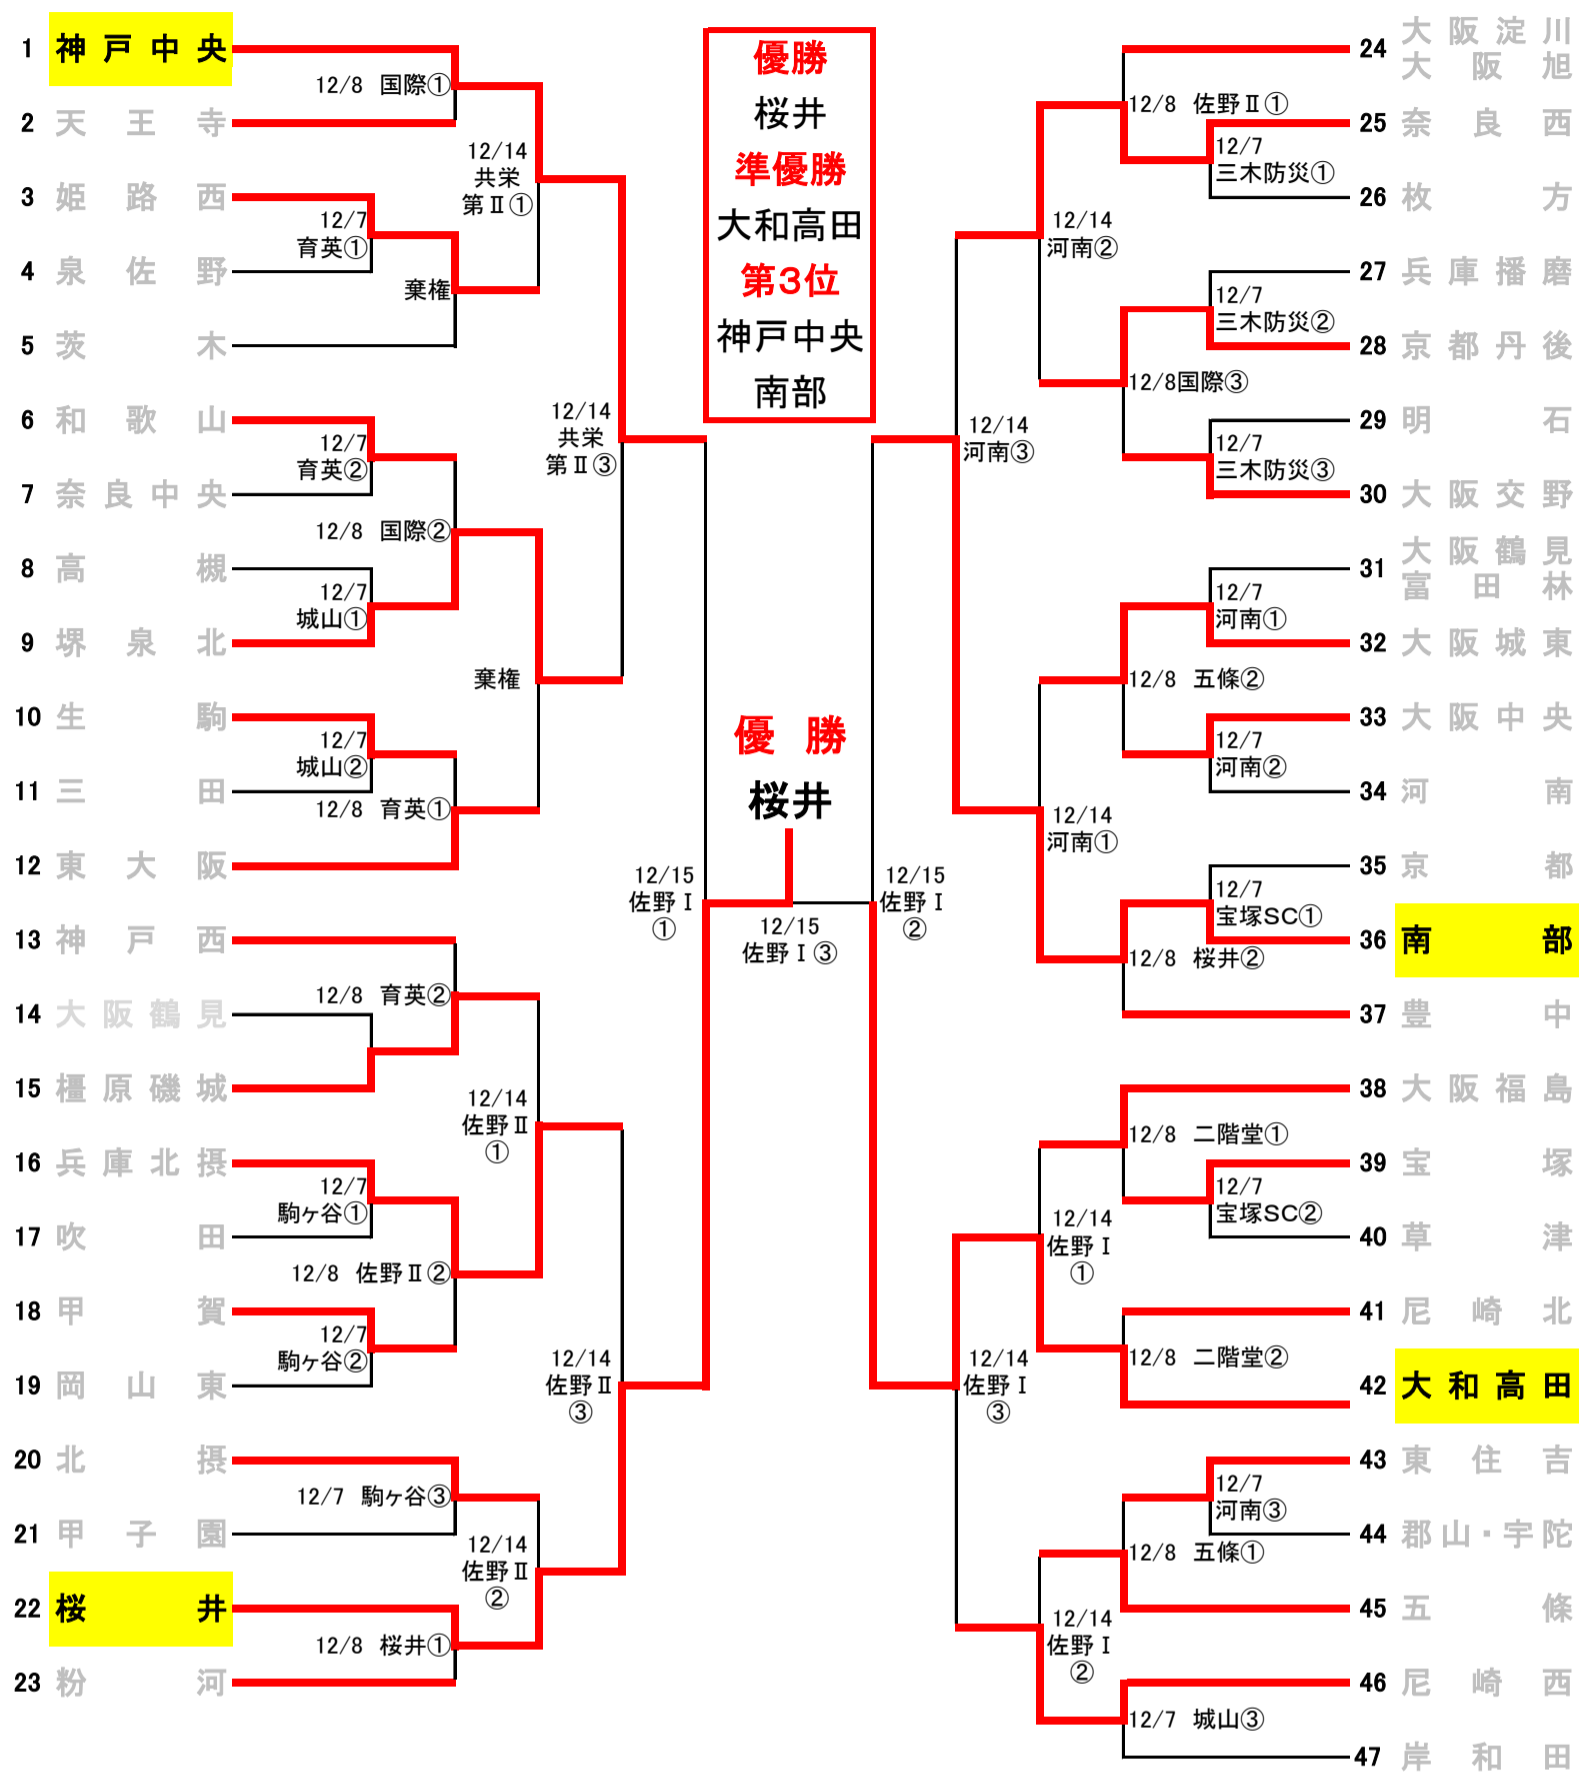 1 神戸中央
2 天王寺
3 姫路西
4 泉佐野
5 茨木
6 和歌山
7 奈良中央
8 高槻
9 堺泉北
10 生駒
11 三田
12 東大阪
13 神戸西
14 大阪鶴見
15 橿原磯城
16 兵庫北摂
17 吹田
18 甲賀
19 岡山東
20 北摂
21 甲子園
22 桜井
23 粉河
12/8 国際①
12/7
育英①
棄権
12/7
育英②
12/8 国際②
12/7
城山①
12/7
城山②
12/8 育英①
12/8 育英②
12/7
駒ヶ谷①
12/8 佐野Ⅱ②
12/7
駒ヶ谷②
12/7 駒ヶ谷③
12/8 桜井①
12/14
共栄
第Ⅱ①
棄権
12/14
佐野Ⅱ
①
12/14
佐野Ⅱ
②
12/14
共栄
第Ⅱ③
12/14
佐野Ⅱ
③
12/15
佐野Ⅰ
①
優勝
桜井
準優勝
大和高田
第3位
神戸中央
南部
優勝
桜井
12/15
佐野Ⅰ③
12/15
佐野Ⅰ
②
12/14
河南③
12/14
佐野Ⅰ
③
12/14
河南②
12/14
河南①
12/14
佐野Ⅰ
①
12/14
佐野Ⅰ
②
12/8 佐野Ⅱ①
12/7
三木防災①
12/7
三木防災②
12/8国際③
12/7
三木防災③
12/7
河南①
12/8 五條②
12/7
河南②
12/7
宝塚SC①
12/8 桜井②
12/8 二階堂①
12/7
宝塚SC②
12/8 二階堂②
12/7
河南③
12/8 五條①
12/7 城山③
24 大阪淀川
大阪旭
25 奈良西
26 枚方
27 兵庫播磨
28 京都丹後
29 明石
30 大阪交野
31 大阪鶴見
富田林
32 大阪城東
33 大阪中央
34 河南
35 京都
36 南部
37 豊中
38 大阪福島
39 宝塚
40 草津
41 尼崎北
42 大和高田
43 東住吉
44 郡山・宇陀
45 五條
46 尼崎西
47 岸和田